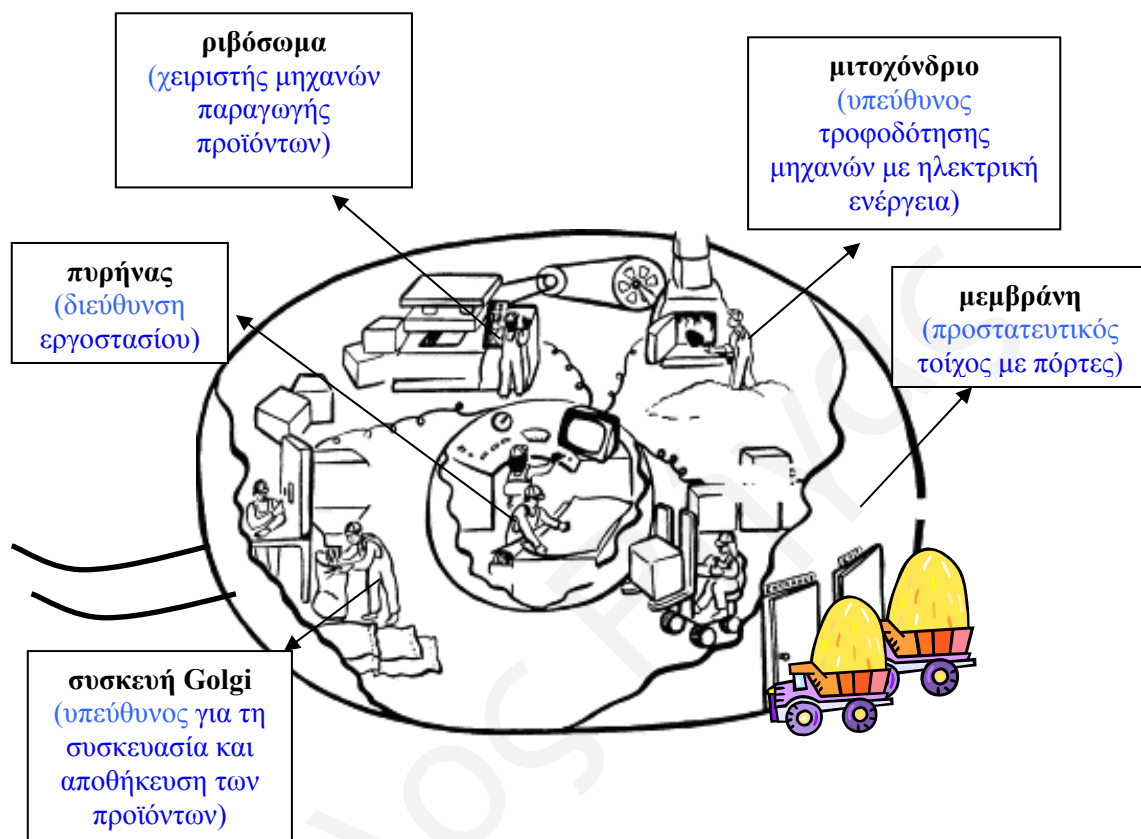 ριβόσωμα
(χειριστής μηχανών
παραγωγής
προϊόντων)
μιτοχόνδριο
(υπεύθυνος
τροφοδότησης
μηχανών με ηλεκτρική
ενέργεια)
πυρήνας
(διεύθυνση
εργοστασίου)
μεμβράνη
(προστατευτικός
τοίχος με πόρτες)
συσκευή Golgi
(υπεύθυνος για τη
συσκευασία και
αποθήκευση των
προϊόντων)